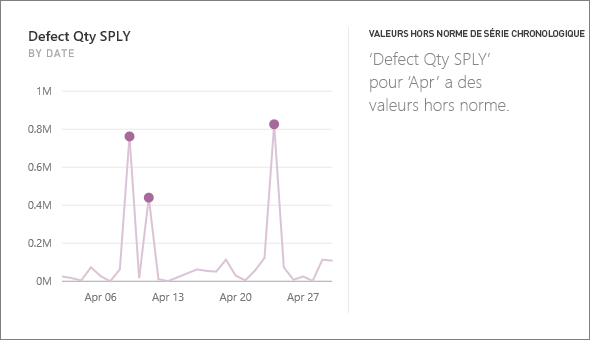 Defect Qty SPLY
BY DATE
1M
0.8M
0.6M
0.4M
0.2M
0M
Apr 06
Apr 13
Apr 20
Apr 27
VALEURS HORS NORME DE SÉRIE CHRONOLOGIQUE
‘Defect Qty SPLY’
pour ‘Apr’ a des
valeurs hors norme.